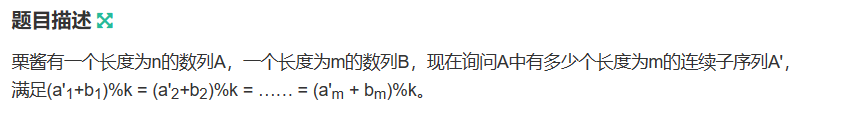 题目描述
栗酱有一个长度为n的数列A，一个长度为m的数列B，现在询问A中有多少个长度为m的连续子序列A'，
满足(a'1+b1)%k = (a'2+b2)%k = …… = (a'm + bm)%k。